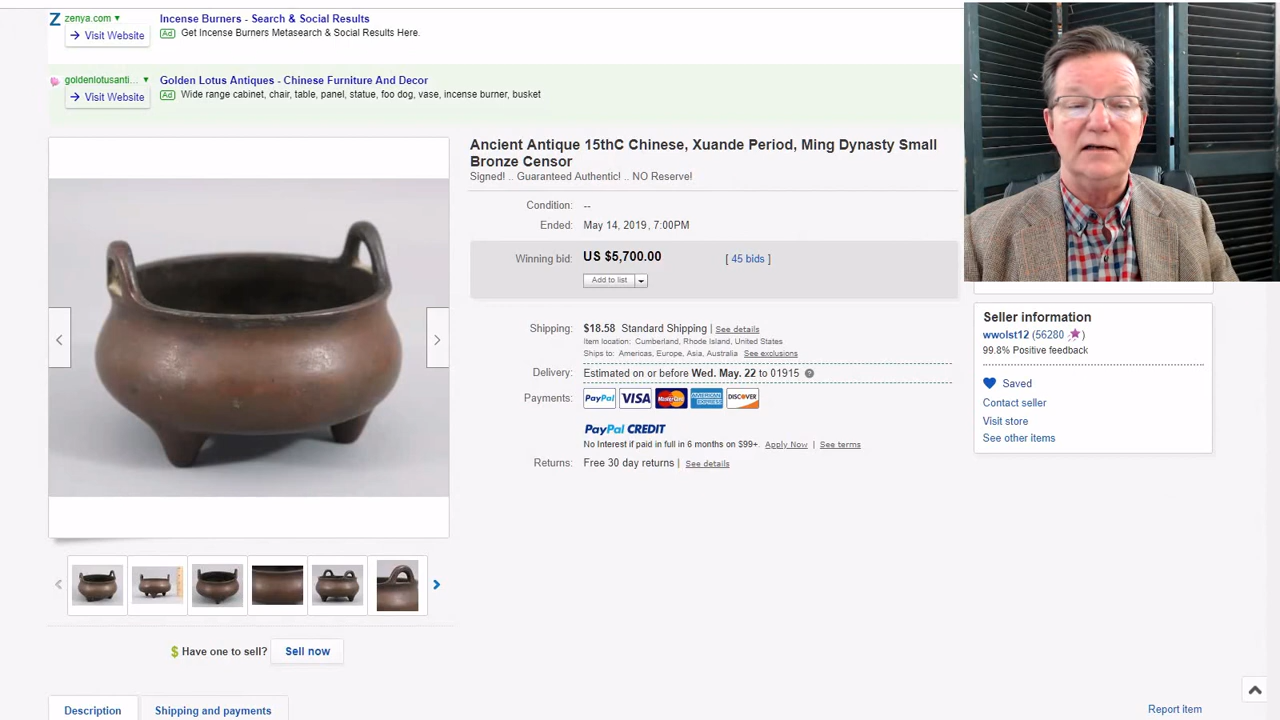 zenya.com
Visit Website
Incense Burners - Search & Social Results
Ad Get Incense Burners Metasearch & Social Results Here.
goldenlotusanti...
Visit Website
Golden Lotus Antiques - Chinese Furniture And Decor
Ad Wide range cabinet, chair, table, panel, statue, foo dog, vase, incense burner, busket
Ancient Antique 15thC Chinese, Xuande Period, Ming Dynasty Small
Bronze Censor
Signed! .. Guaranteed Authentic! .. NO Reserve!
Condition: --
Ended: May 14, 2019 , 7:00PM
Winning bid: US $5,700.00 [ 45 bids ]
Add to list
Shipping: $18.58 Standard Shipping | See details
Item location: Cumberland, Rhode Island, United States
Ships to: Americas, Europe, Asia, Australia See exclusions
Delivery: Estimated on or before Wed. May. 22 to 01915
Payments: PayPal VISA MasterCard AMERICAN EXPRESS DISCOVER
PayPal CREDIT
No Interest if paid in full in 6 months on $99+. Apply Now | See terms
Returns: Free 30 day returns | See details
Seller information
wwolst12 (56280 )
99.8% Positive feedback
Saved
Contact seller
Visit store
See other items
$ Have one to sell? Sell now
Description
Shipping and payments
Report item